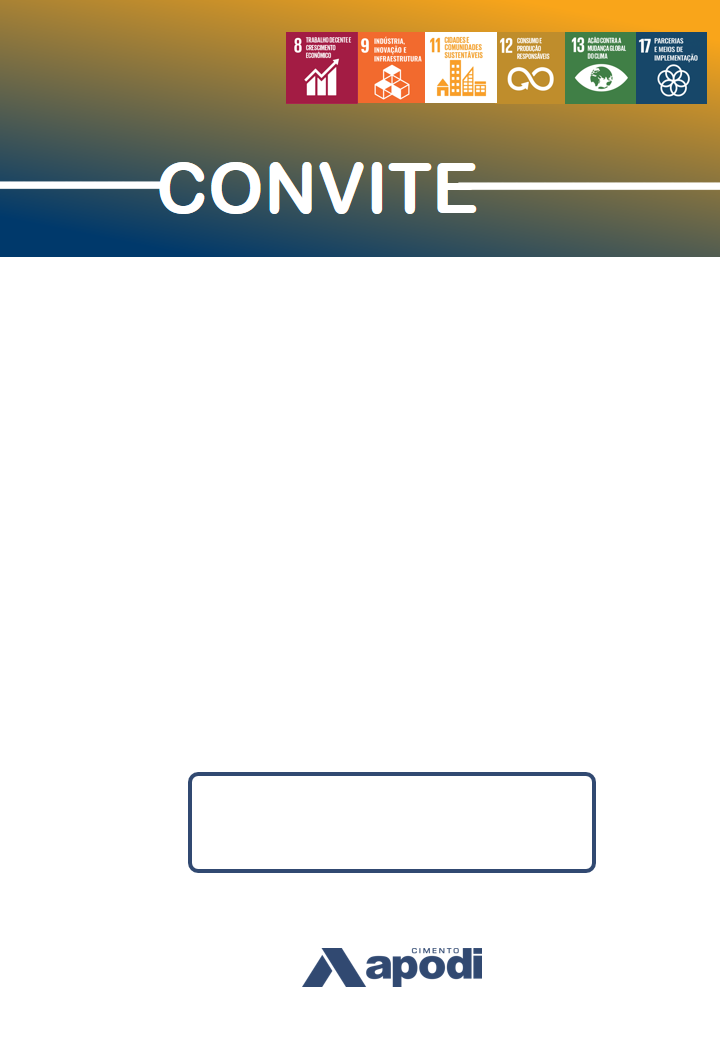 8 TRABALHO DECENTE E
CRESCIMENTO
ECONÔMICO
9 INDÚSTRIA,
INOVAÇÃO E
INFRAESTRUTURA
11 CIDADES E
COMUNIDADES
SUSTENTÁVEIS
12 CONSUMO E
PRODUÇÃO
RESPONSÁVEIS
13 AÇÃO CONTRA A
MUDANÇA GLOBAL
DO CLIMA
17 PARCERIAS
E MEIOS DE
IMPLEMENTAÇÃO
CONVITE
CIMENTO
apodi